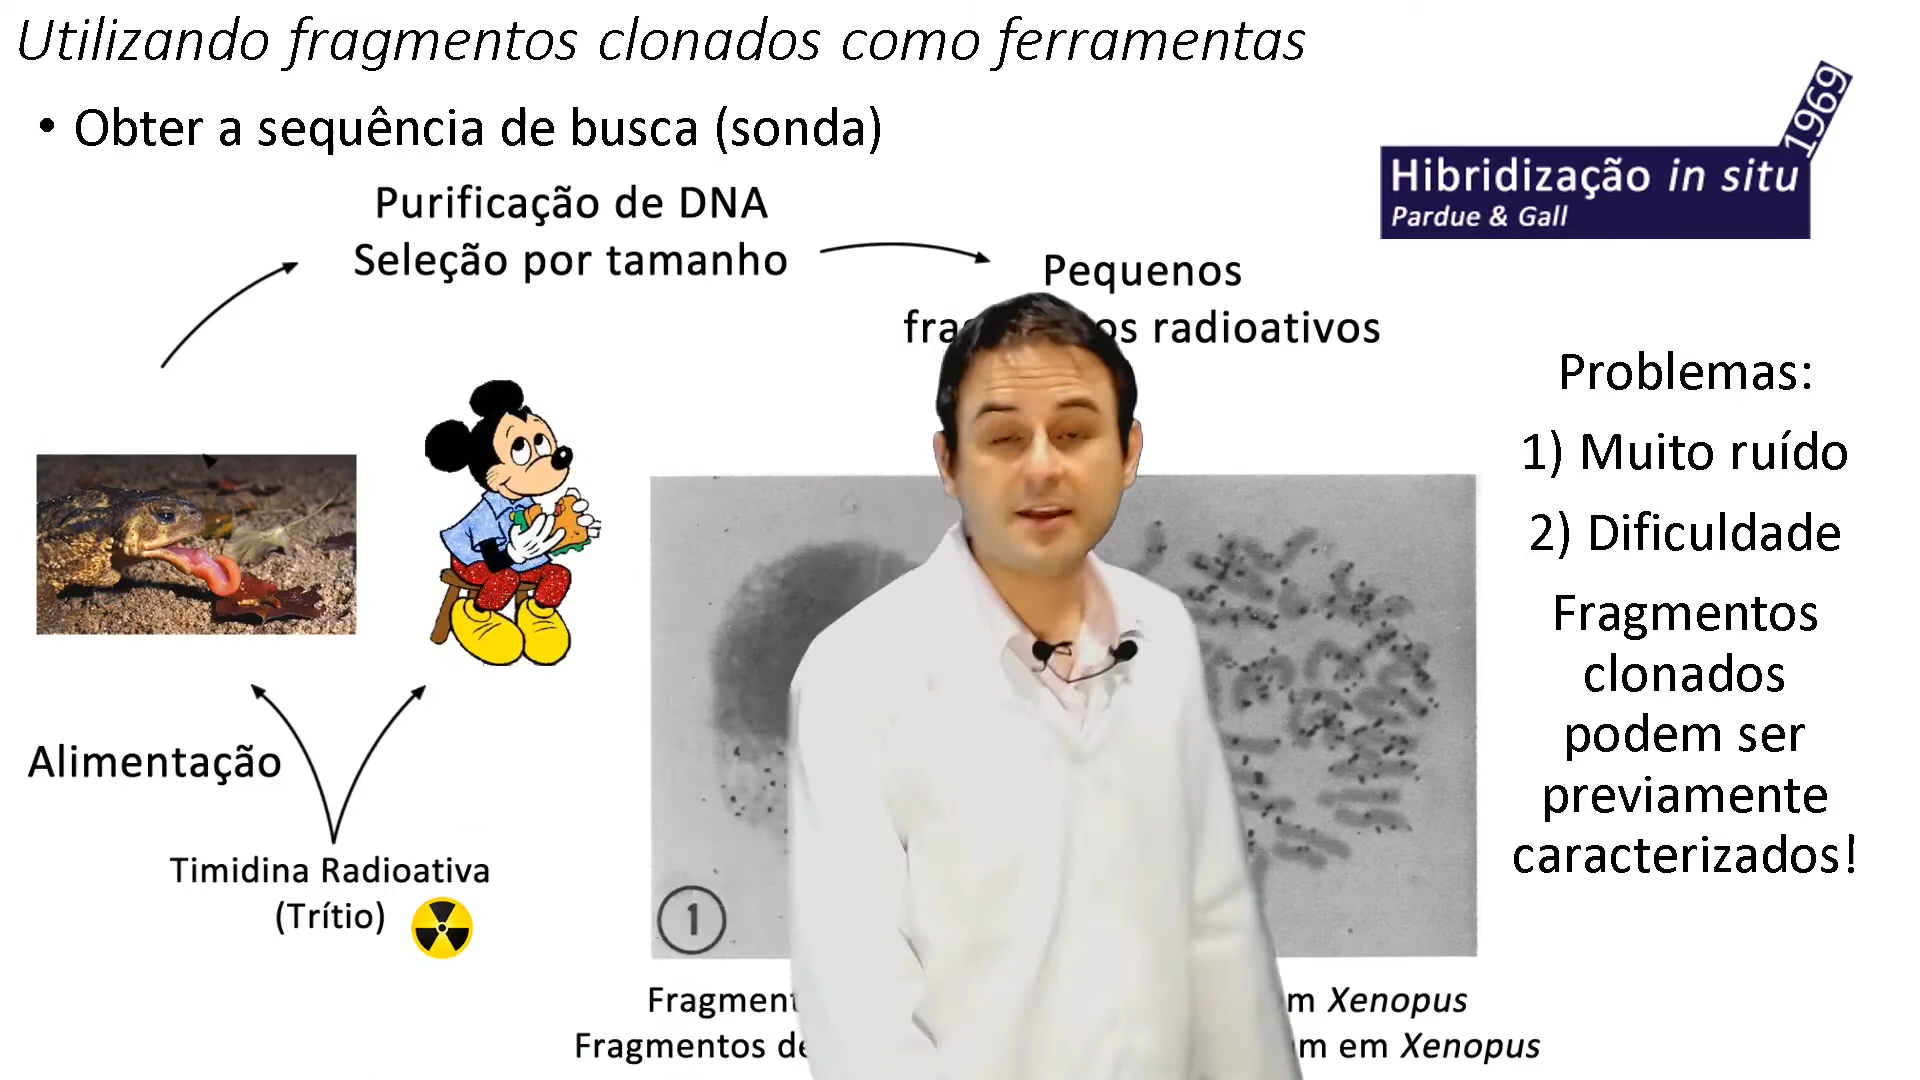 Utilizando fragmentos clonados como ferramentas
• Obter a sequência de busca (sonda)
1969
Hibridização in situ
Pardue & Gall
Purificação de DNA
Seleção por tamanho
Pequenos
radioativos
Problemas:
1) Muito ruído
2) Dificuldade
Fragmentos
clonados
podem ser
previamente
caracterizados!
Alimentação
Timidina Radioativa
(Trítio)
1
Xenopus
Fragmentos
em Xenopus